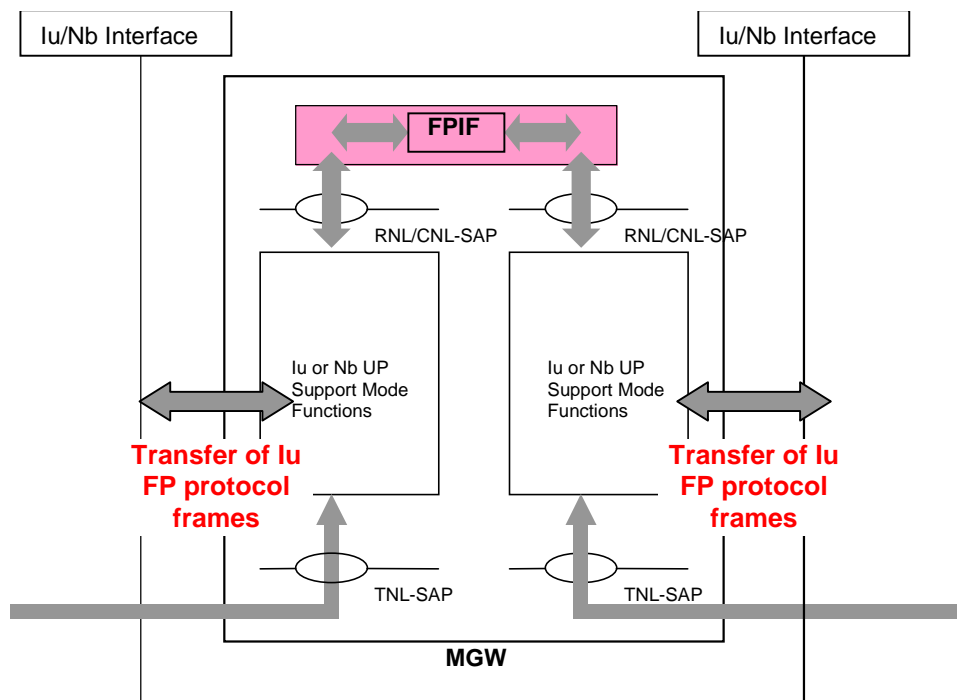 Iu/Nb Interface
Iu/Nb Interface
FPIF
RNL/CNL-SAP
RNL/CNL-SAP
Iu or Nb UP
Support Mode
Functions
Iu or Nb UP
Support Mode
Functions
Transfer of Iu
FP protocol
frames
Transfer of Iu
FP protocol
frames
TNL-SAP
TNL-SAP
MGW